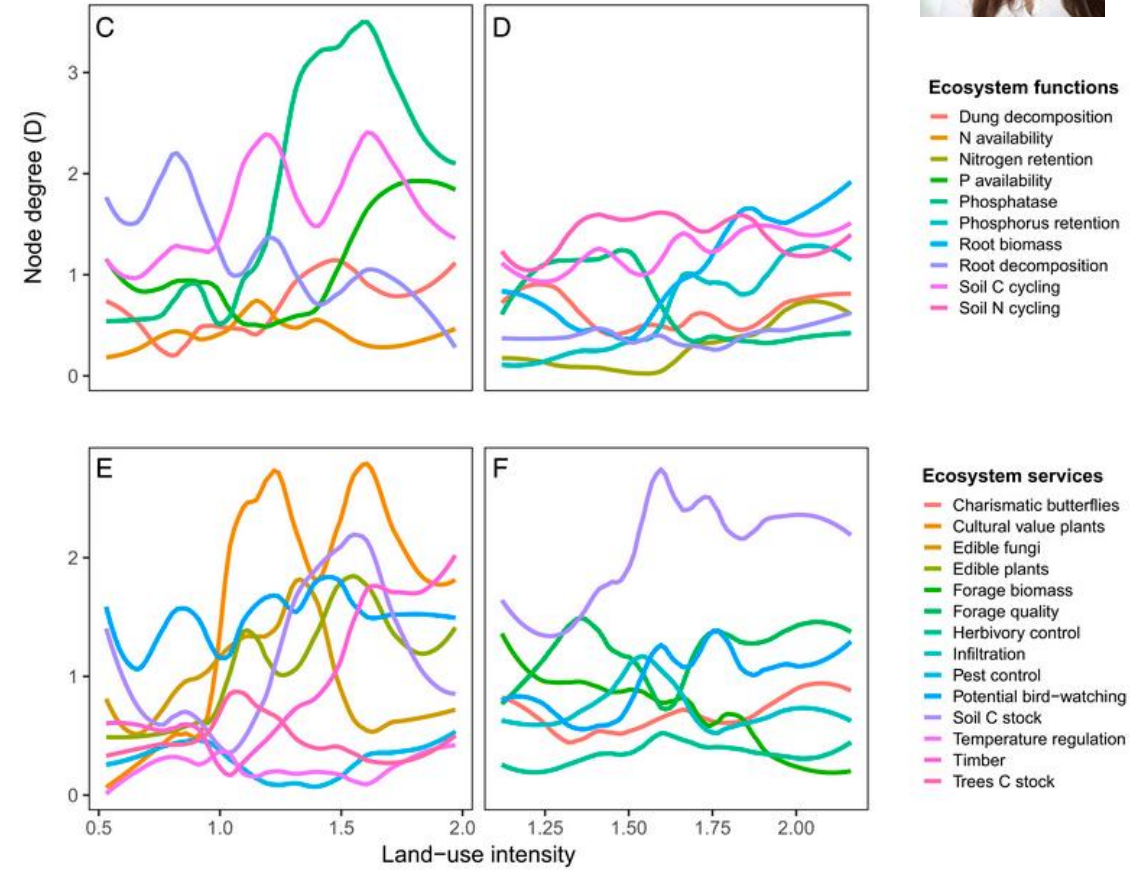 C
D
Node degree (D)
3
2
1
0
Ecosystem functions
Dung decomposition
N availability
Nitrogen retention
P availability
Phosphatase
Phosphorus retention
Root biomass
Root decomposition
Soil C cycling
Soil N cycling
E
F
2
1
0
0.5 1.0 1.5 2.0
1.25 1.50 1.75 2.00
Land−use intensity
Ecosystem services
Charismatic butterflies
Cultural value plants
Edible fungi
Edible plants
Forage biomass
Forage quality
Herbivory control
Infiltration
Pest control
Potential bird−watching
Soil C stock
Temperature regulation
Timber
Trees C stock